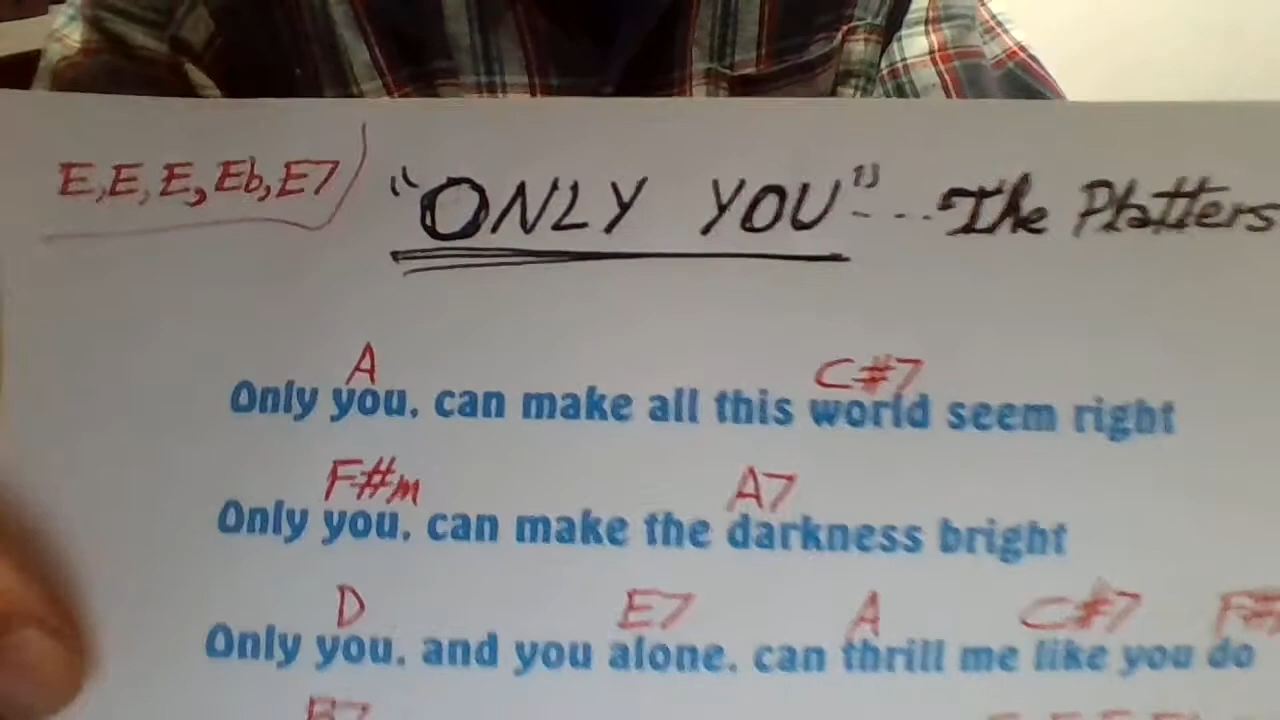 E, E, E, Eb, E7 "ONLY YOU" - - - The Platters
A C#7
Only you, can make all this world seem right
F#m A7
Only you, can make the darkness bright
D E7 A C#7 F#
Only you, and you alone, can thrill me like you do
B7